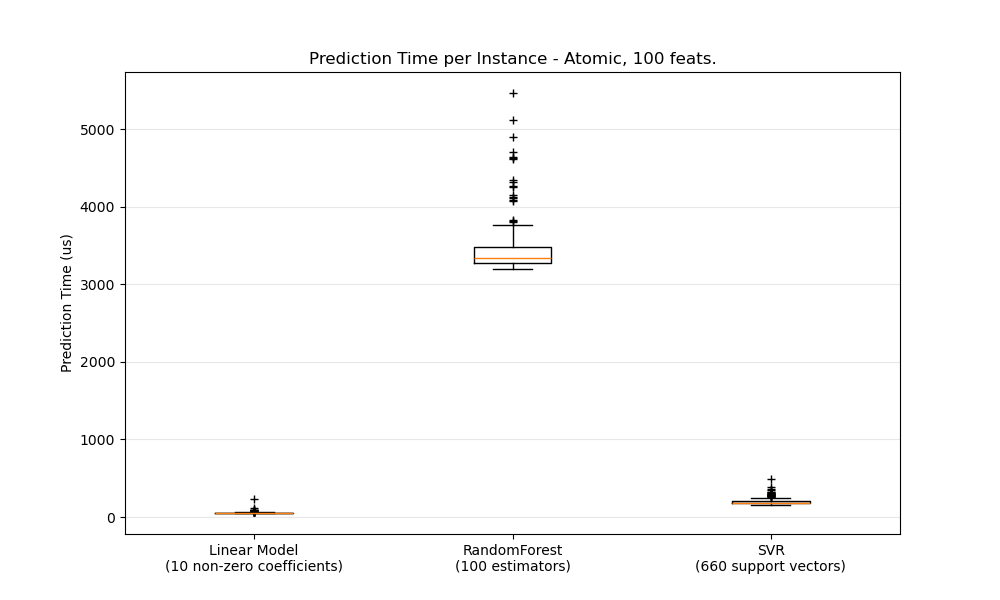 Prediction Time per Instance - Atomic, 100 feats.
Prediction Time (us)
5000
4000
3000
2000
1000
0
Linear Model
(10 non-zero coefficients)
RandomForest
(100 estimators)
SVR
(660 support vectors)